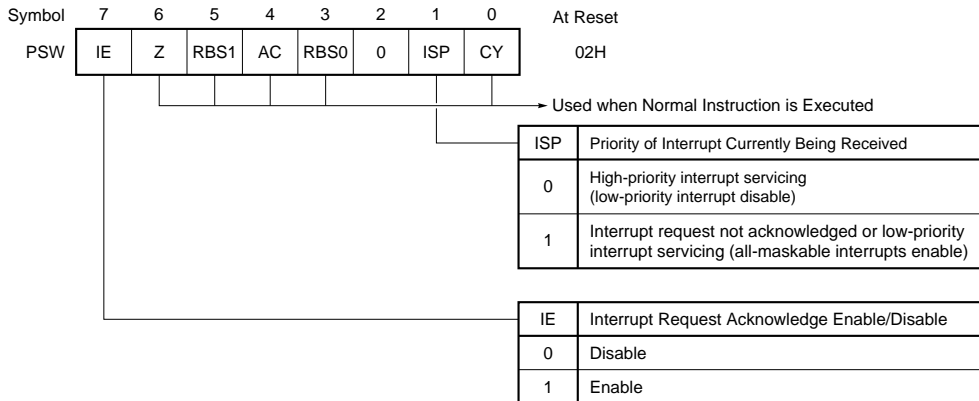 Symbol 7 6 5 4 3 2 1 0 At Reset
PSW IE Z RBS1 AC RBS0 0 ISP CY 02H
Used when Normal Instruction is Executed
ISP Priority of Interrupt Currently Being Received
0 High-priority interrupt servicing
(low-priority interrupt disable)
1 Interrupt request not acknowledged or low-priority
interrupt servicing (all-maskable interrupts enable)
IE Interrupt Request Acknowledge Enable/Disable
0 Disable
1 Enable